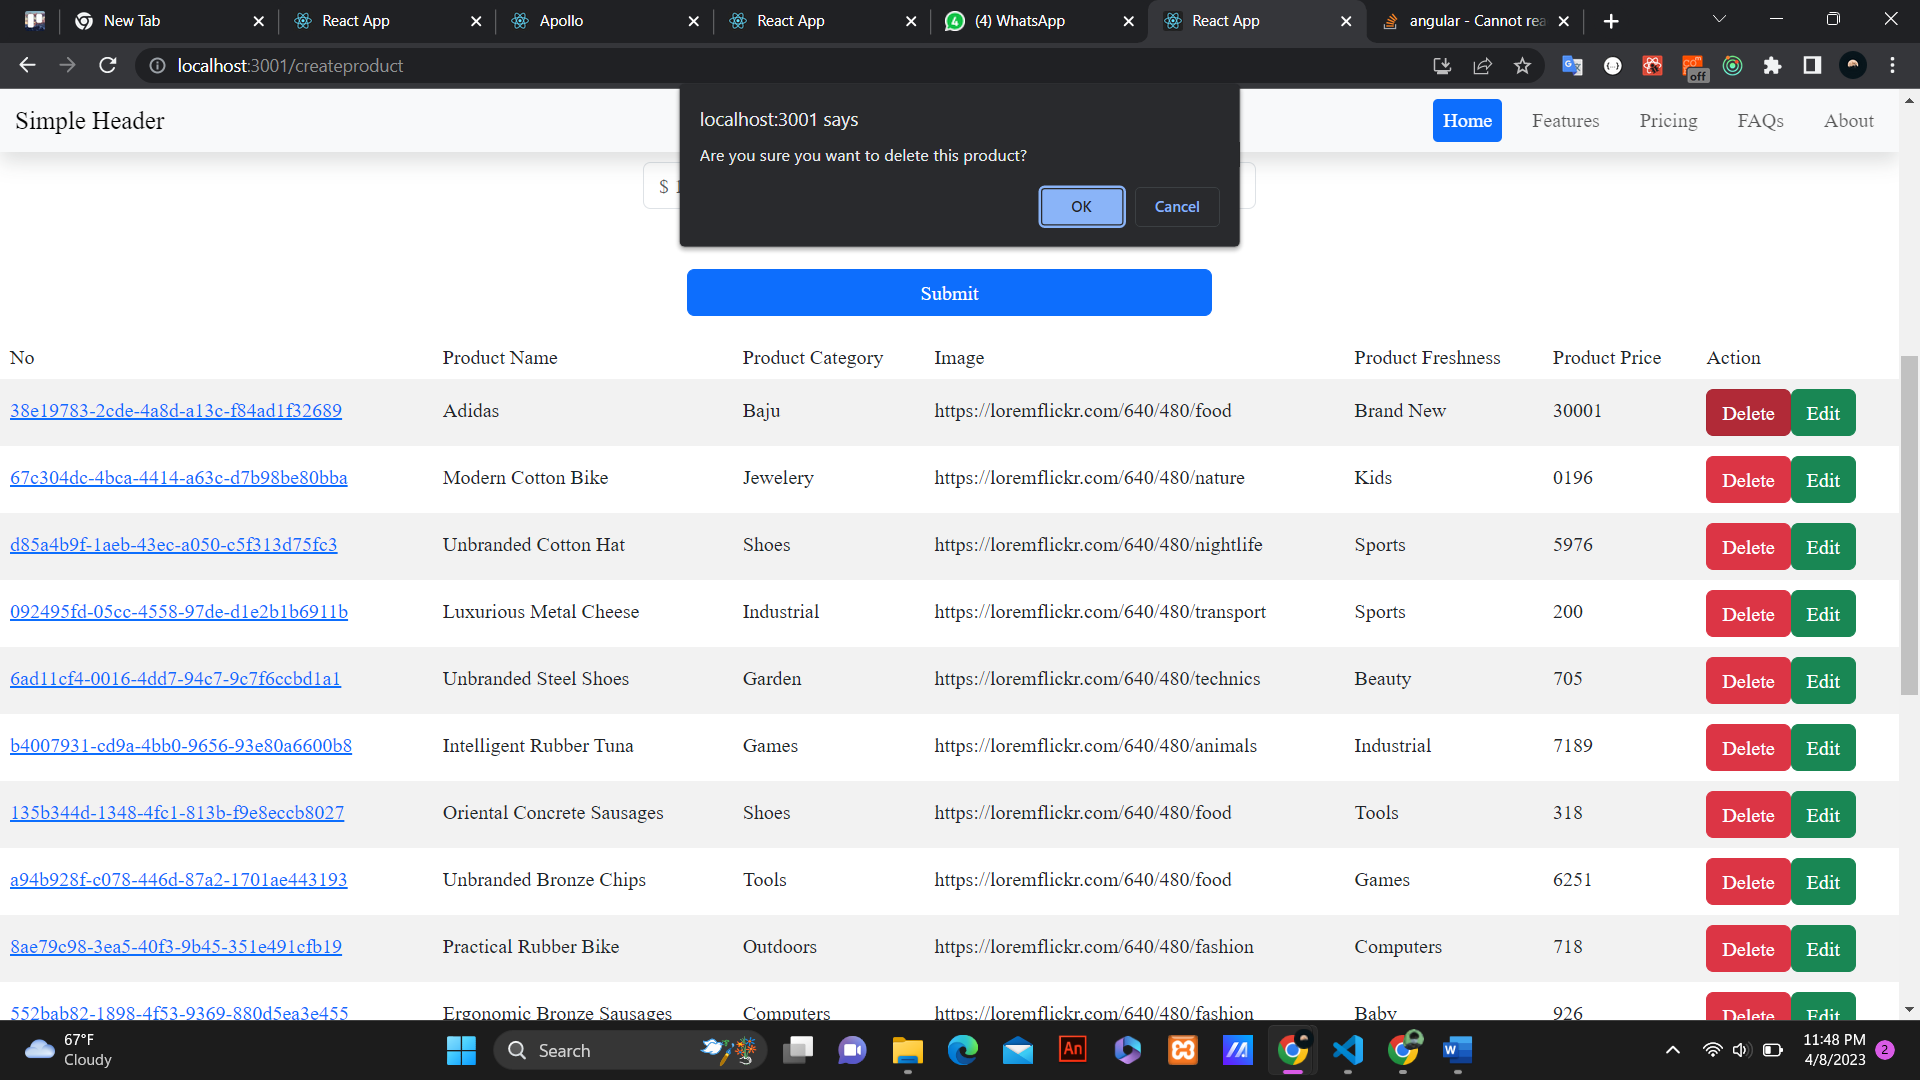 New Tab
React App
Apollo
React App
(4) WhatsApp
React App
angular - Cannot rea
localhost:3001/createproduct
off
Simple Header
Home
Features
Pricing
FAQs
About
localhost:3001 says
Are you sure you want to delete this product?
OK
Cancel
$
Submit
No Product Name Product Category Image Product Freshness Product Price Action
38e19783-2cde-4a8d-a13c-f84ad1f32689 Adidas Baju https://loremflickr.com/640/480/food Brand New 30001 Delete Edit
67c304dc-4bca-4414-a63c-d7b98be80bba Modern Cotton Bike Jewelery https://loremflickr.com/640/480/nature Kids 0196 Delete Edit
d85a4b9f-1aeb-43ec-a050-c5f313d75fc3 Unbranded Cotton Hat Shoes https://loremflickr.com/640/480/nightlife Sports 5976 Delete Edit
092495fd-05cc-4558-97de-d1e2b1b6911b Luxurious Metal Cheese Industrial https://loremflickr.com/640/480/transport Sports 200 Delete Edit
6ad11cf4-0016-4dd7-94c7-9c7f6ccbd1a1 Unbranded Steel Shoes Garden https://loremflickr.com/640/480/technics Beauty 705 Delete Edit
b4007931-cd9a-4bb0-9656-93e80a6600b8 Intelligent Rubber Tuna Games https://loremflickr.com/640/480/animals Industrial 7189 Delete Edit
135b344d-1348-4fc1-813b-f9e8eccb8027 Oriental Concrete Sausages Shoes https://loremflickr.com/640/480/food Tools 318 Delete Edit
a94b928f-c078-446d-87a2-1701ae443193 Unbranded Bronze Chips Tools https://loremflickr.com/640/480/food Games 6251 Delete Edit
8ae79c98-3ea5-40f3-9b45-351e491cfb19 Practical Rubber Bike Outdoors https://loremflickr.com/640/480/fashion Computers 718 Delete Edit
552bab82-1898-4f53-9369-880d5ea3e455 Ergonomic Bronze Sausages Computers https://loremflickr.com/640/480/fashion Baby 926 Delete Edit
67°F
Cloudy
Search
An
11:48 PM
4/8/2023
2